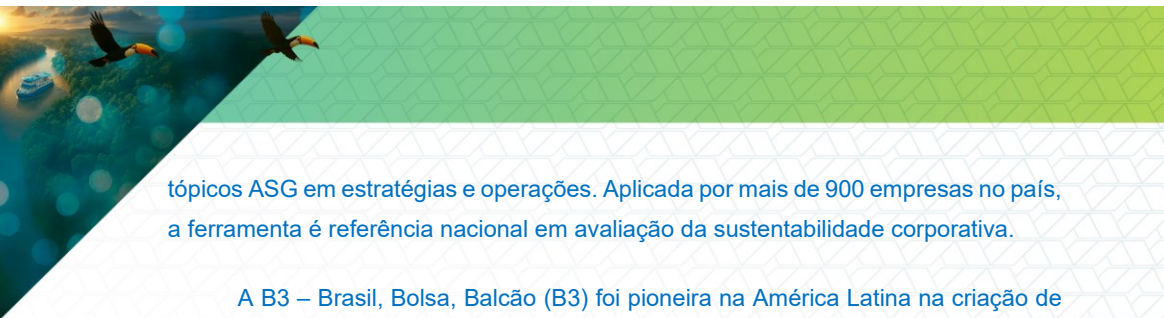 tópicos ASG em estratégias e operações. Aplicada por mais de 900 empresas no país,
a ferramenta é referência nacional em avaliação da sustentabilidade corporativa.
A B3 – Brasil, Bolsa, Balcão (B3) foi pioneira na América Latina na criação de